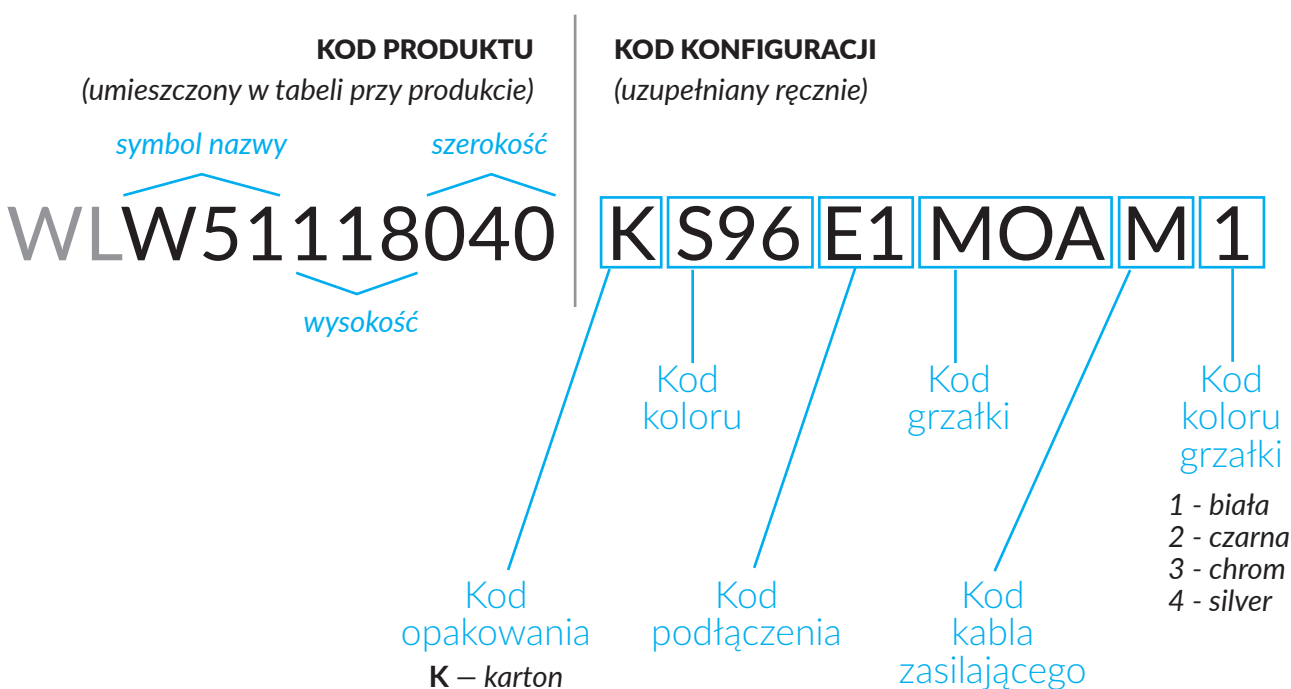 KOD PRODUKTU
(umieszczony w tabeli przy produkcie)
KOD KONFIGURACJI
(uzupełniany ręcznie)
symbol nazwy
szerokość
WLW51118040 K S96 E1 MOA M 1
wysokość
Kod
koloru
Kod
grzałki
Kod
koloru
grzałki
1 - biała
2 - czarna
3 - chrom
4 - silver
Kod
opakowania
K – karton
Kod
podłączenia
Kod
kabla
zasilającego